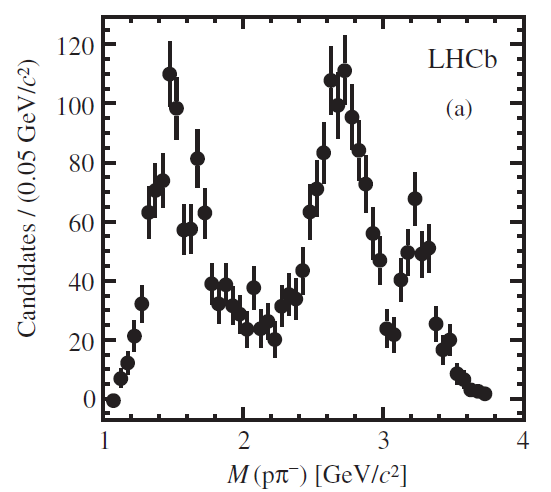 LHCb
(a)
120
100
80
60
40
20
0
Candidates / (0.05 GeV/c²)
1 2 3 4
M (pπ⁻) [GeV/c²]